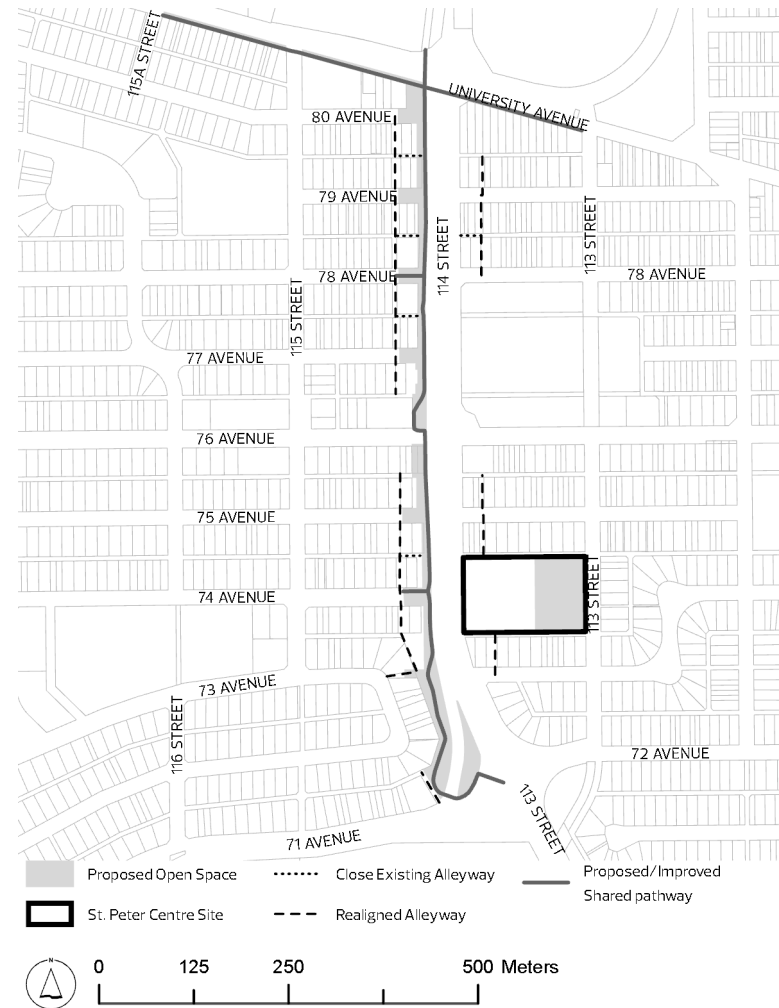 115A STREET
UNIVERSITY AVENUE
80 AVENUE
79 AVENUE
113 STREET
114 STREET
78 AVENUE
78 AVENUE
115 STREET
77 AVENUE
76 AVENUE
75 AVENUE
113 STREET
74 AVENUE
73 AVENUE
116 STREET
72 AVENUE
113 STREET
71 AVENUE
Proposed Open Space
Close Existing Alleyway
Proposed/Improved
Shared pathway
St. Peter Centre Site
Realigned Alleyway
N
0 125 250 500 Meters